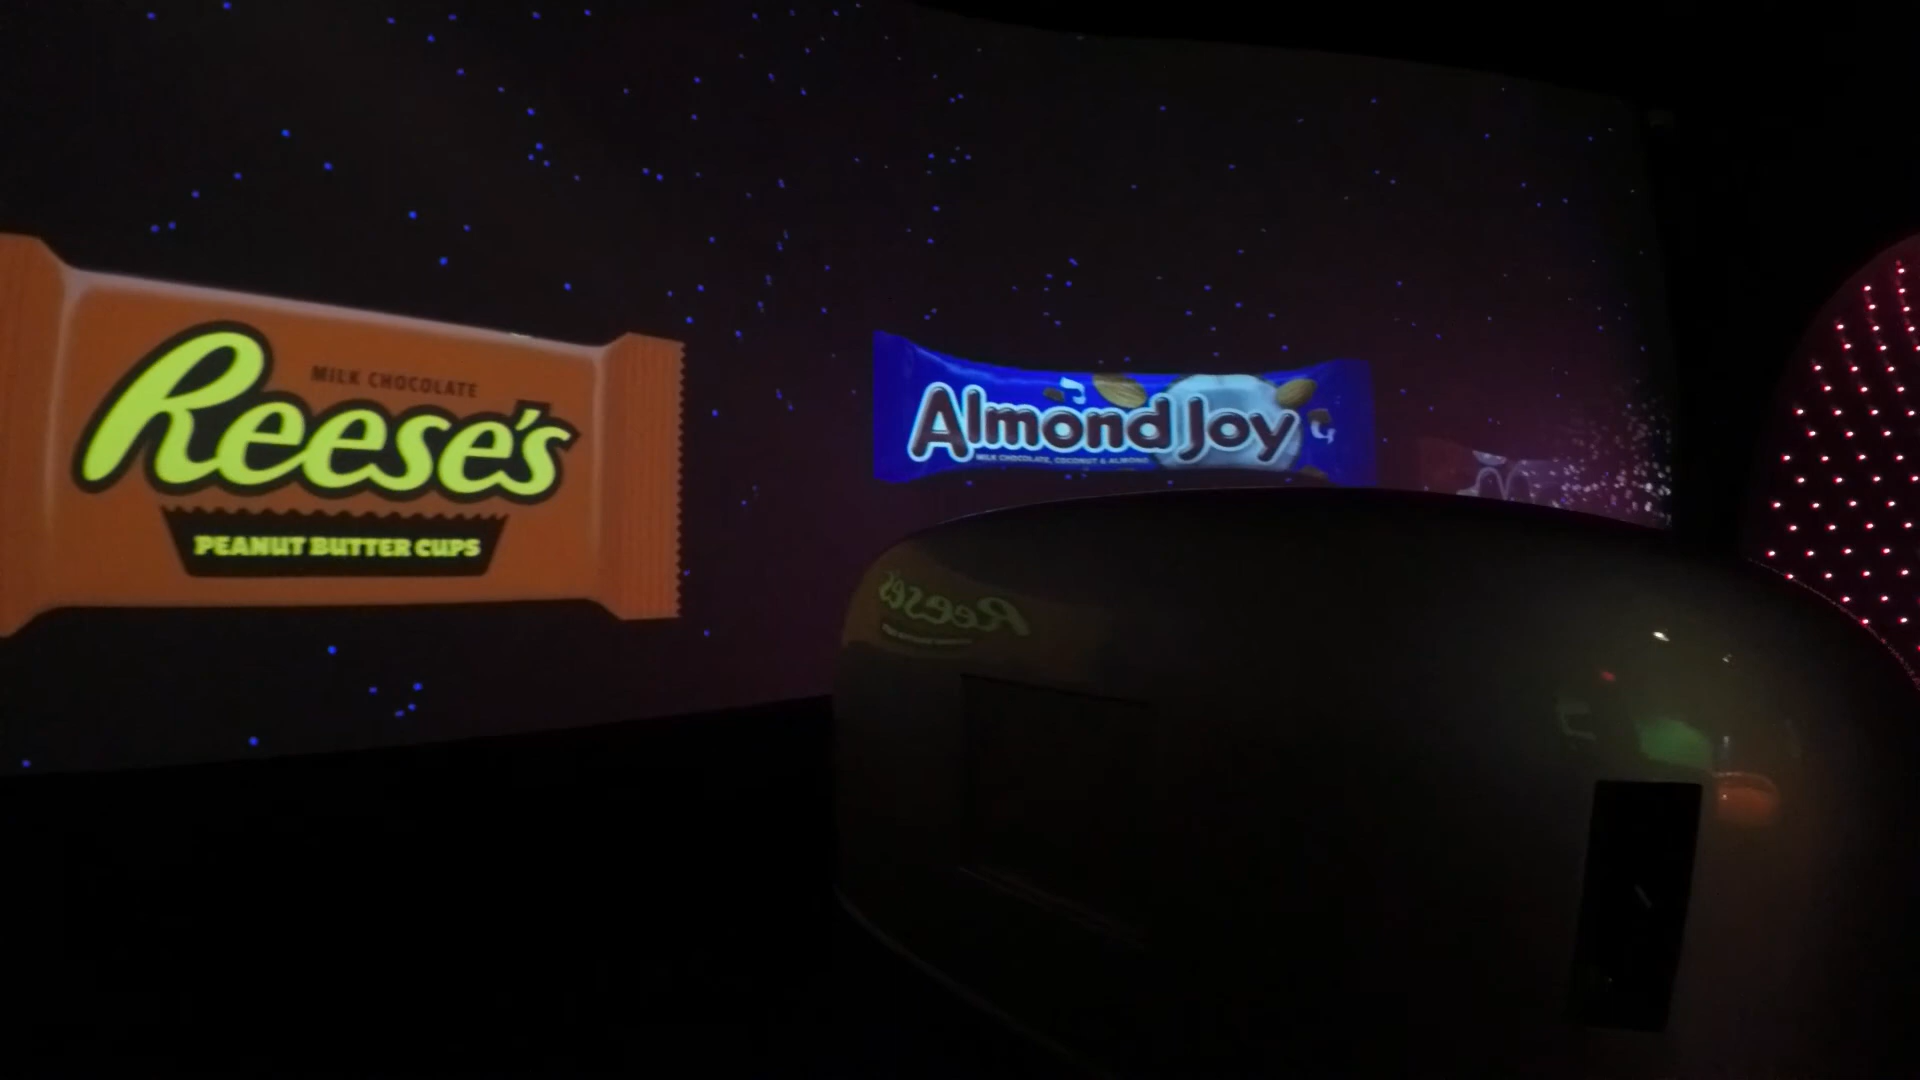 MILK CHOCOLATE
Reese's
PEANUT BUTTER CUPS
Almond Joy
MILK CHOCOLATE, COCONUT & ALMONDS
Reese's